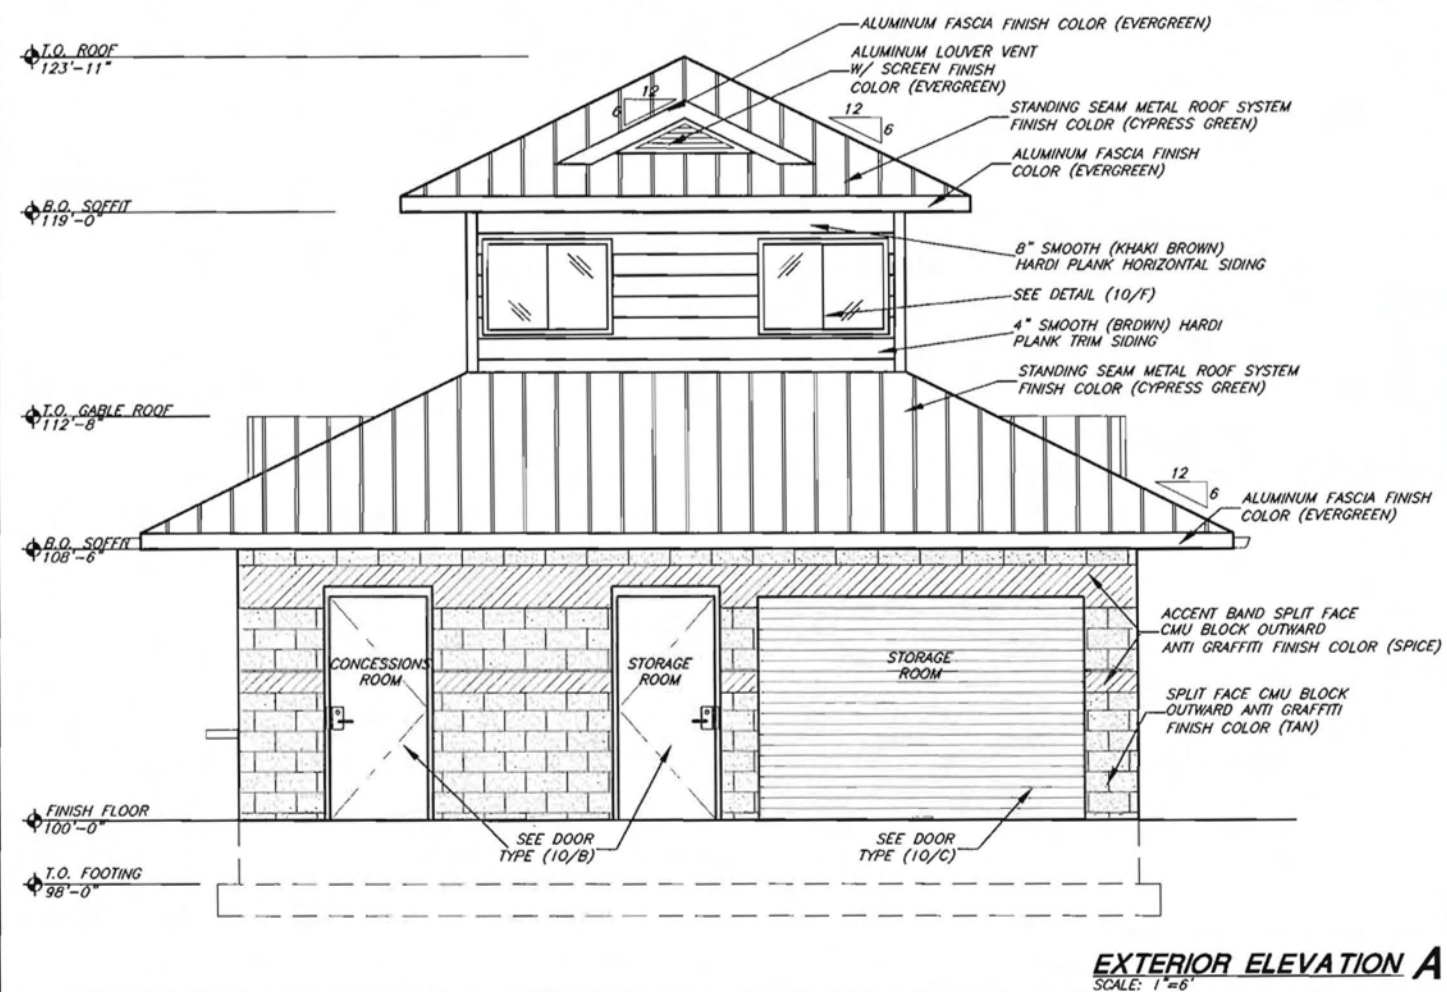 T.O. ROOF
123'-11"
B.O. SOFFIT
119'-0"
T.O. GABLE ROOF
112'-8"
B.O. SOFFIT
108'-6"
FINISH FLOOR
100'-0"
T.O. FOOTING
98'-0"
12
6
12
6
12
6
ALUMINUM FASCIA FINISH COLOR (EVERGREEN)
ALUMINUM LOUVER VENT
W/ SCREEN FINISH
COLOR (EVERGREEN)
STANDING SEAM METAL ROOF SYSTEM
FINISH COLOR (CYPRESS GREEN)
ALUMINUM FASCIA FINISH
COLOR (EVERGREEN)
8" SMOOTH (KHAKI BROWN)
HARDI PLANK HORIZONTAL SIDING
SEE DETAIL (10/F)
4" SMOOTH (BROWN) HARDI
PLANK TRIM SIDING
STANDING SEAM METAL ROOF SYSTEM
FINISH COLOR (CYPRESS GREEN)
ALUMINUM FASCIA FINISH
COLOR (EVERGREEN)
ACCENT BAND SPLIT FACE
CMU BLOCK OUTWARD
ANTI GRAFFITI FINISH COLOR (SPICE)
SPLIT FACE CMU BLOCK
OUTWARD ANTI GRAFFITI
FINISH COLOR (TAN)
CONCESSIONS
ROOM
STORAGE
ROOM
STORAGE
ROOM
SEE DOOR
TYPE (10/B)
SEE DOOR
TYPE (10/C)
EXTERIOR ELEVATION A
SCALE: 1"=6'